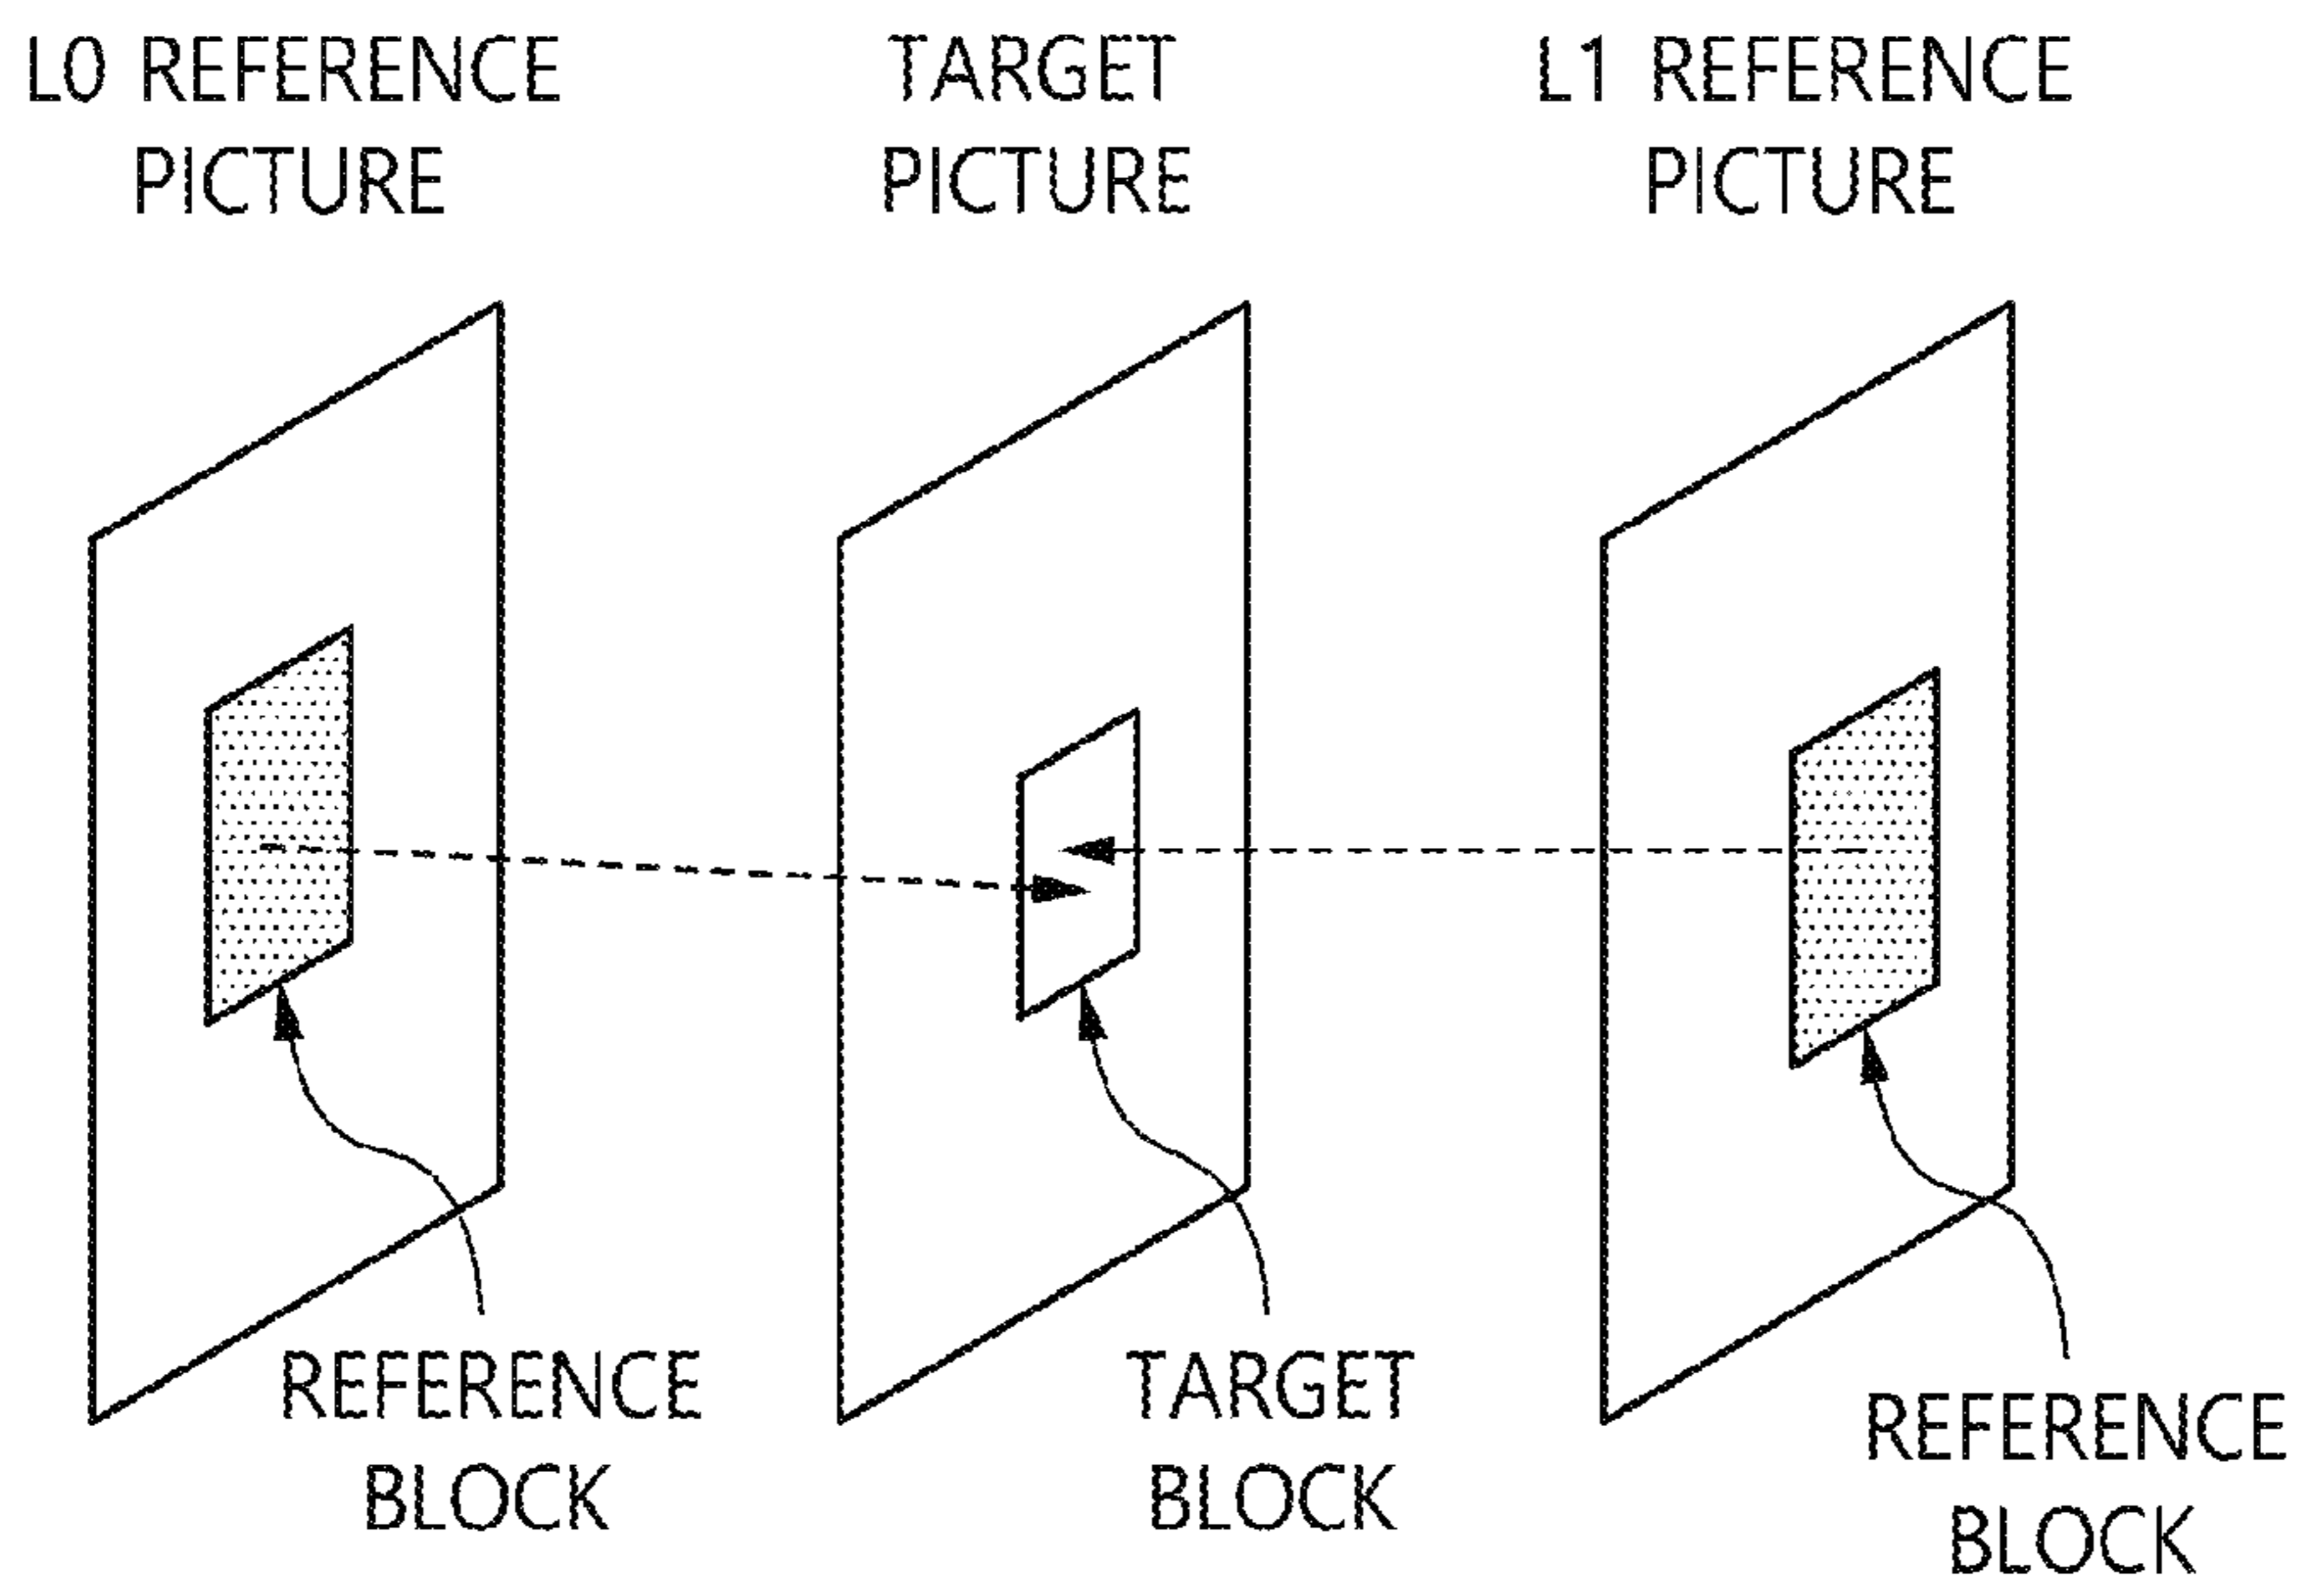 L0 REFERENCE
PICTURE
TARGET
PICTURE
L1 REFERENCE
PICTURE
REFERENCE
BLOCK
TARGET
BLOCK
REFERENCE
BLOCK